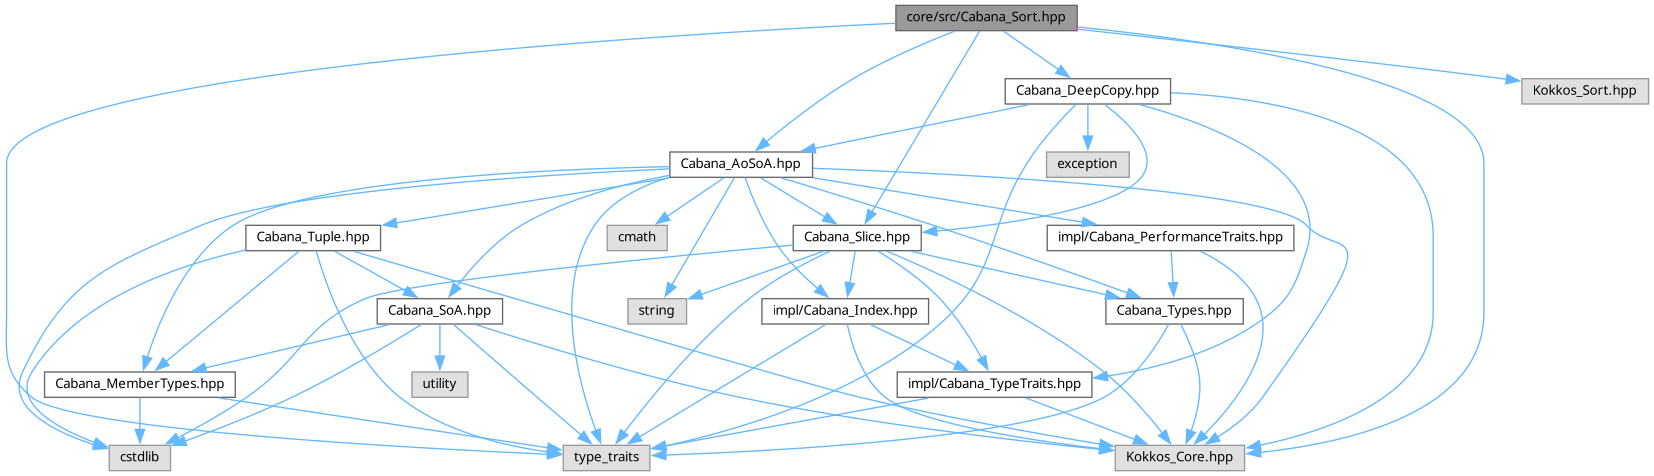 core/src/Cabana_Sort.hpp
Cabana_DeepCopy.hpp
Kokkos_Sort.hpp
Cabana_AoSoA.hpp
exception
Cabana_Tuple.hpp
cmath
Cabana_Slice.hpp
impl/Cabana_PerformanceTraits.hpp
Cabana_SoA.hpp
string
impl/Cabana_Index.hpp
Cabana_Types.hpp
Cabana_MemberTypes.hpp
utility
impl/Cabana_TypeTraits.hpp
cstdlib
type_traits
Kokkos_Core.hpp